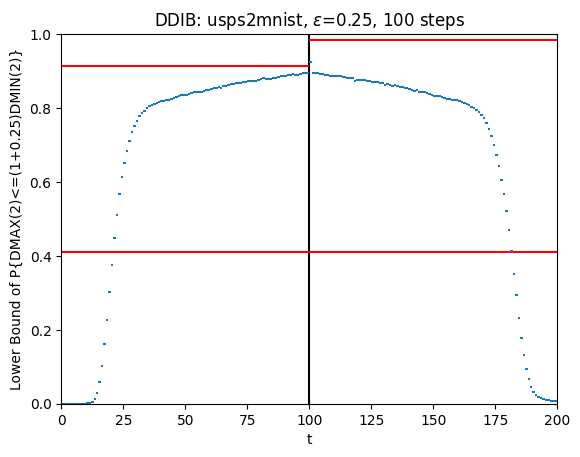 DDIB: usps2mnist, ε=0.25, 100 steps
Lower Bound of P{DMAX(2)<=(1+0.25)DMIN(2)}
1.0
0.8
0.6
0.4
0.2
0.0
0 25 50 75 100 125 150 175 200
t